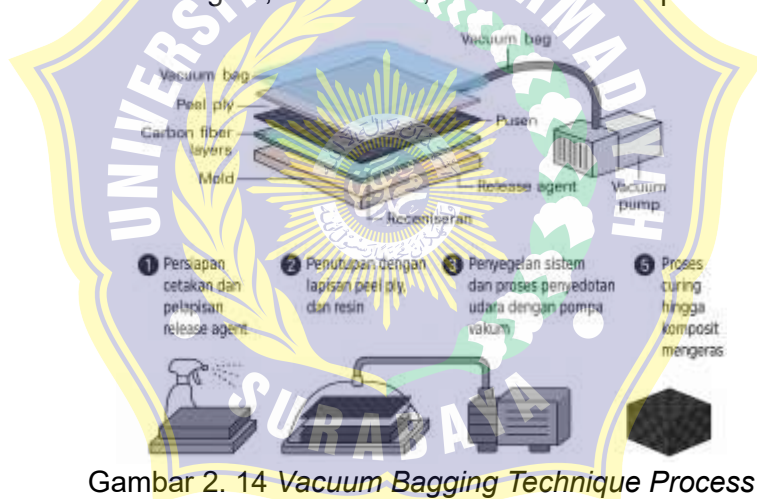 Vacuum bag
Vacuum bag
Peel ply
Pusen
Carbon fiber
layers
Mold
Release agent
Vacuum
pump
Receniseran
1 Persiapan
cetakan dan
pelapisan
release agent
2 Penutupan dengan
lapisan peel ply,
dan resin
3 Penyegelan sistem
dan proses penyedotan
udara dengan pompa
vakum
5 Proses
curing
hingga
komposit
mengeras
SURABAYA
Gambar 2. 14 Vacuum Bagging Technique Process